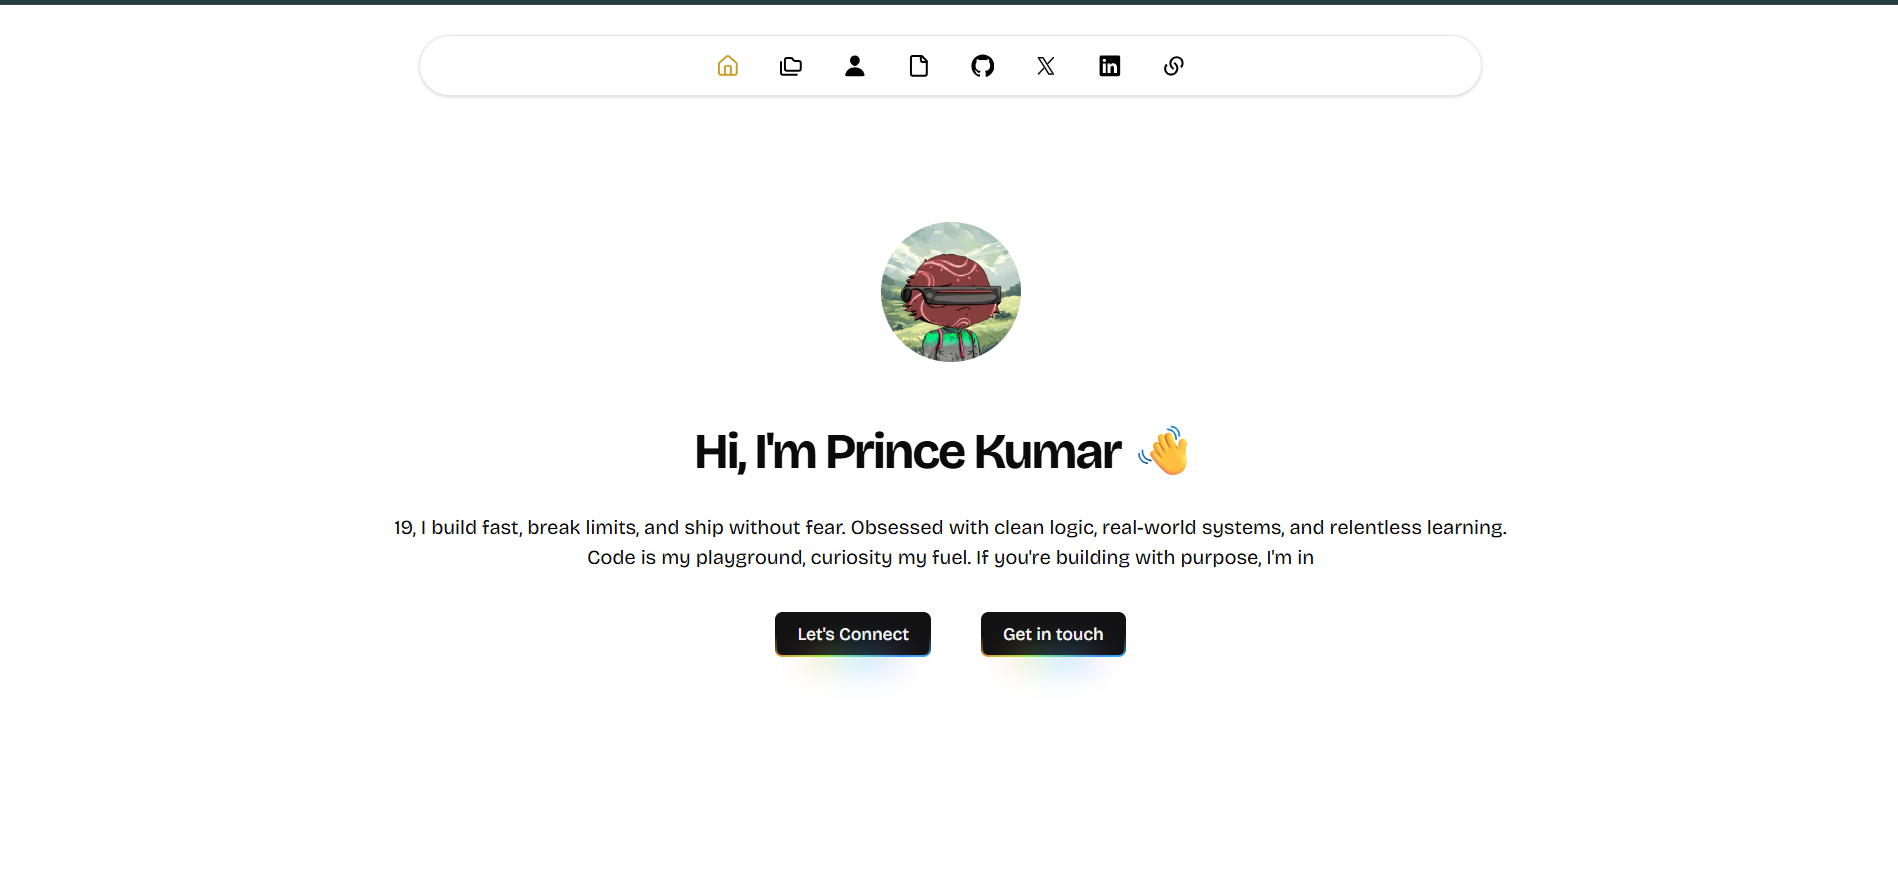 Hi, I'm Prince Kumar 👋
19, I build fast, break limits, and ship without fear. Obsessed with clean logic, real-world systems, and relentless learning.
Code is my playground, curiosity my fuel. If you're building with purpose, I'm in
Let's Connect
Get in touch